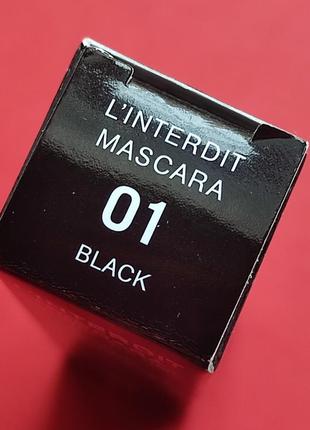 L'INTERDIT
MASCARA
01
BLACK